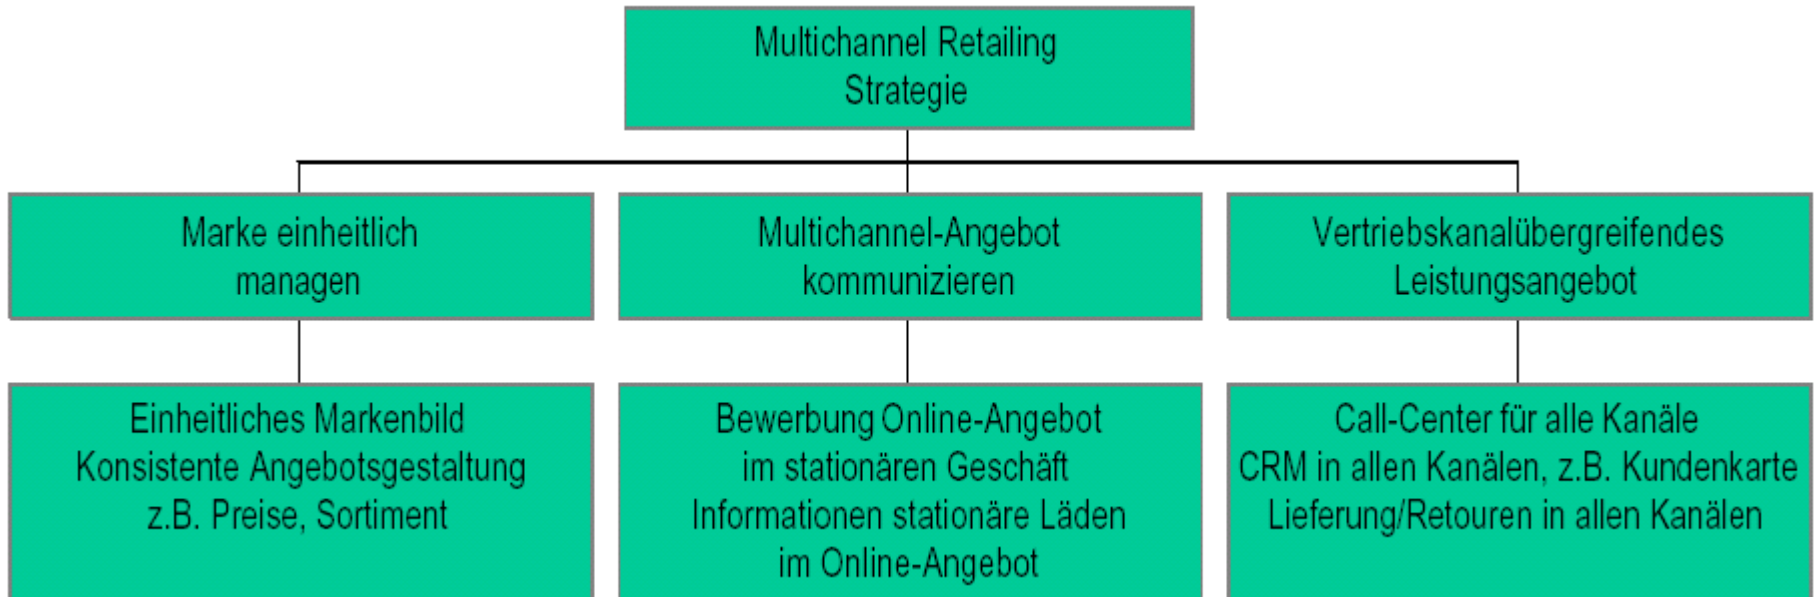 Multichannel Retailing
Strategie
Marke einheitlich
managen
Multichannel-Angebot
kommunizieren
Vertriebskanalübergreifendes
Leistungsangebot
Einheitliches Markenbild
Konsistente Angebotsgestaltung
z.B. Preise, Sortiment
Bewerbung Online-Angebot
im stationären Geschäft
Informationen stationäre Läden
im Online-Angebot
Call-Center für alle Kanäle
CRM in allen Kanälen, z.B. Kundenkarte
Lieferung/Retouren in allen Kanälen